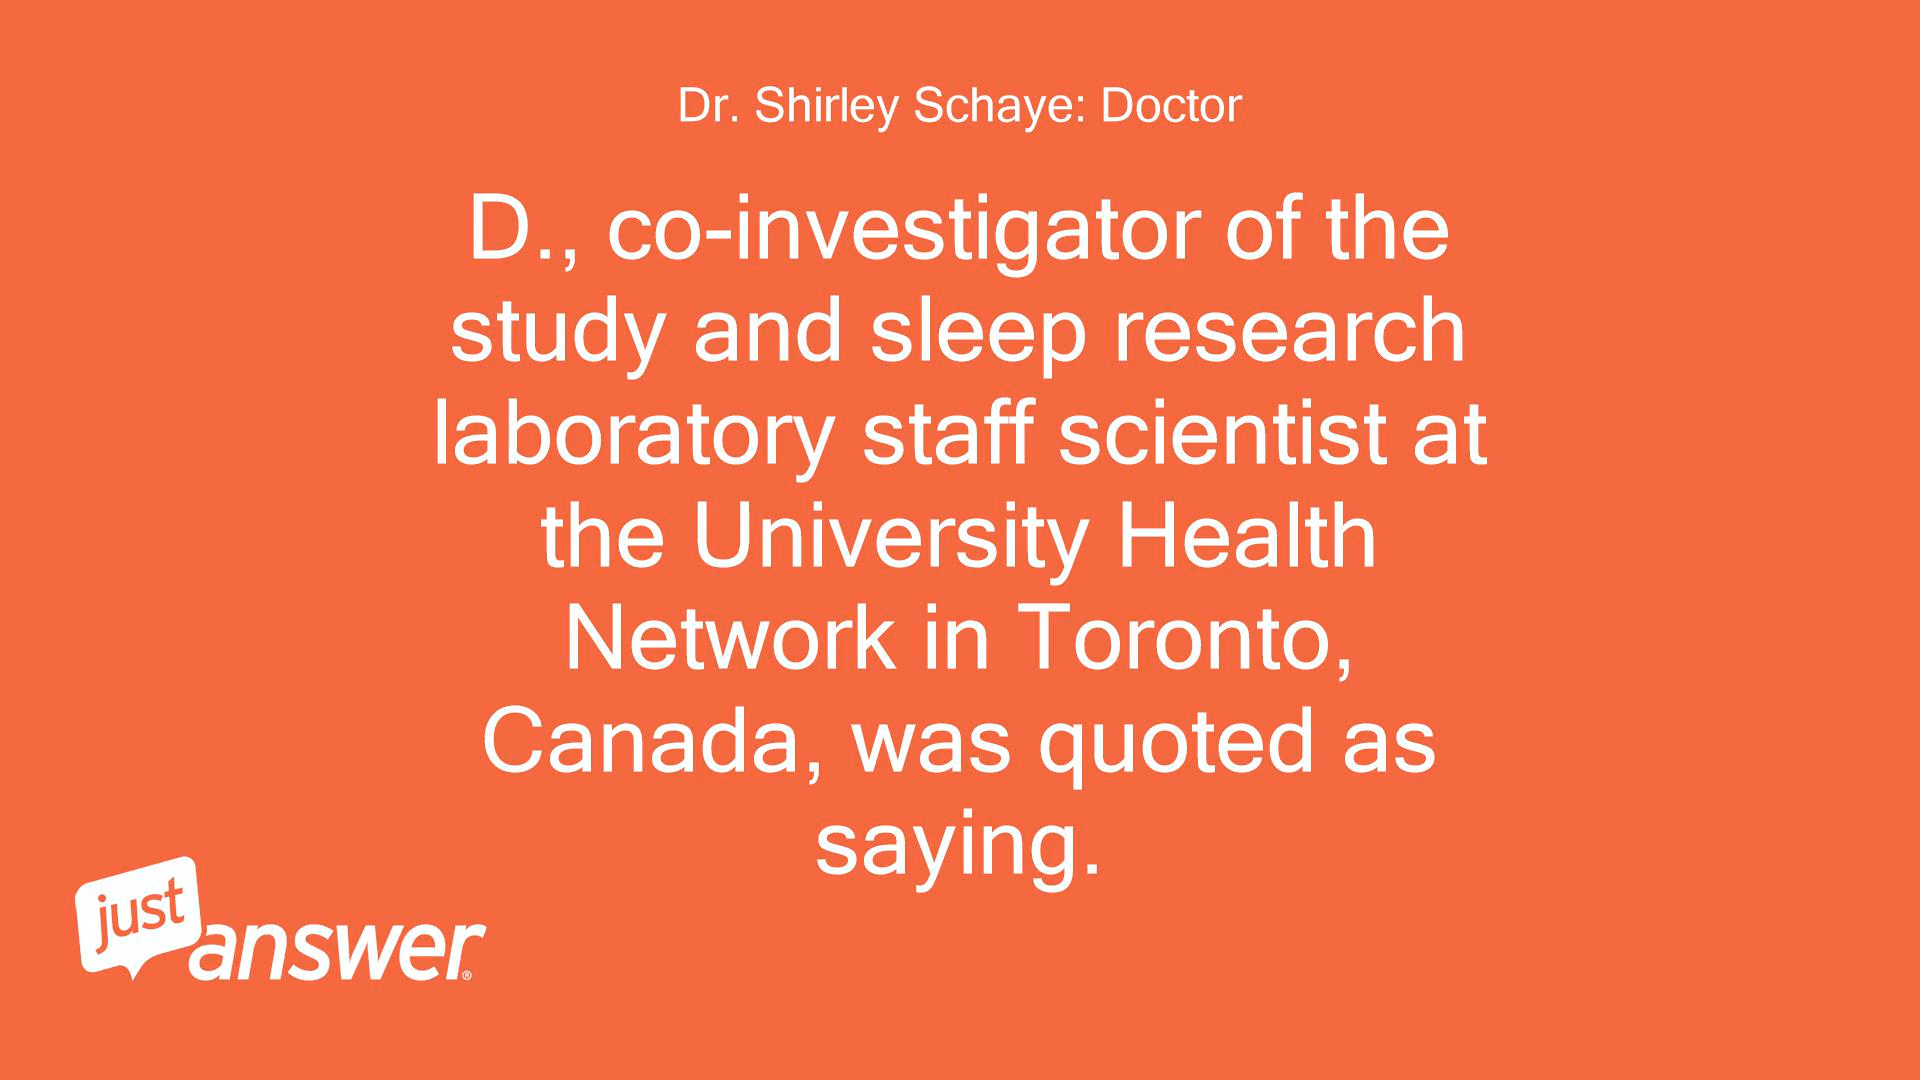 Dr. Shirley Schaye: Doctor
D., co-investigator of the
study and sleep research
laboratory staff scientist at
the University Health
Network in Toronto,
Canada, was quoted as
saying.
just
answer®